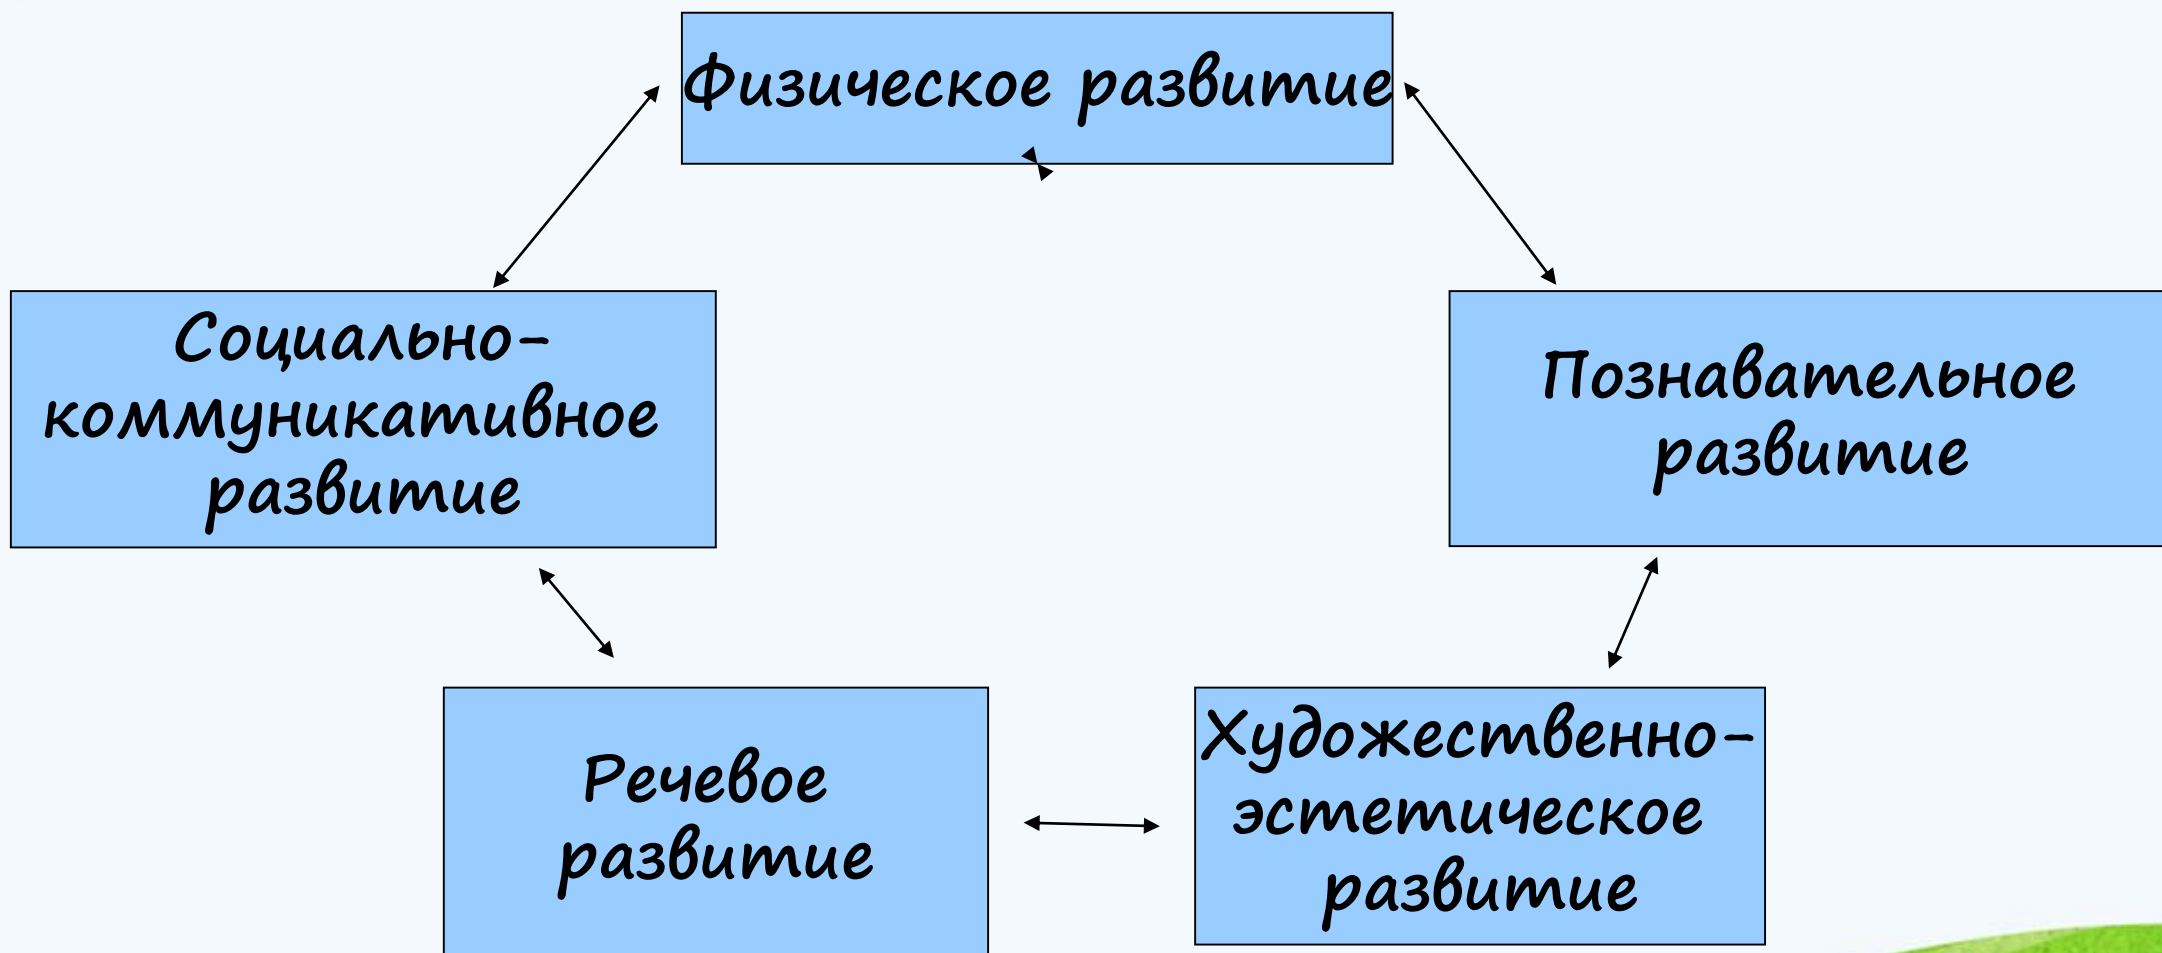 Физическое развитие
Социально-
коммуникативное
развитие
Познавательное
развитие
Речевое
развитие
Художественно-
эстетическое
развитие